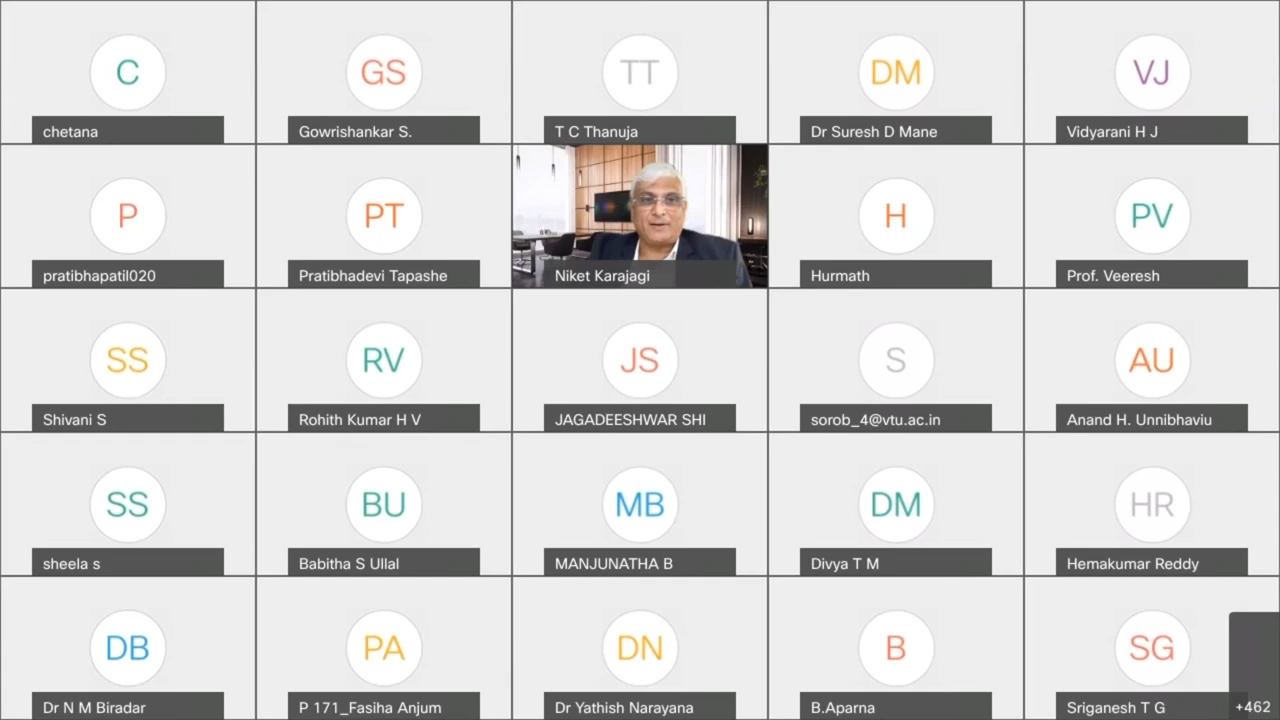 C
chetana
GS
Gowrishankar S.
TT
T C Thanuja
DM
Dr Suresh D Mane
VJ
Vidyarani H J
P
pratibhapatil020
PT
Pratibhadevi Tapashe
Niket Karajagi
H
Hurmath
PV
Prof. Veeresh
SS
Shivani S
RV
Rohith Kumar H V
JS
JAGADEESHWAR SHI
S
sorob_4@vtu.ac.in
AU
Anand H. Unnibhaviu
SS
sheela s
BU
Babitha S Ullal
MB
MANJUNATHA B
DM
Divya T M
HR
Hemakumar Reddy
DB
Dr N M Biradar
PA
P 171_Fasiha Anjum
DN
Dr Yathish Narayana
B
B.Aparna
SG
Sriganesh T G
+462